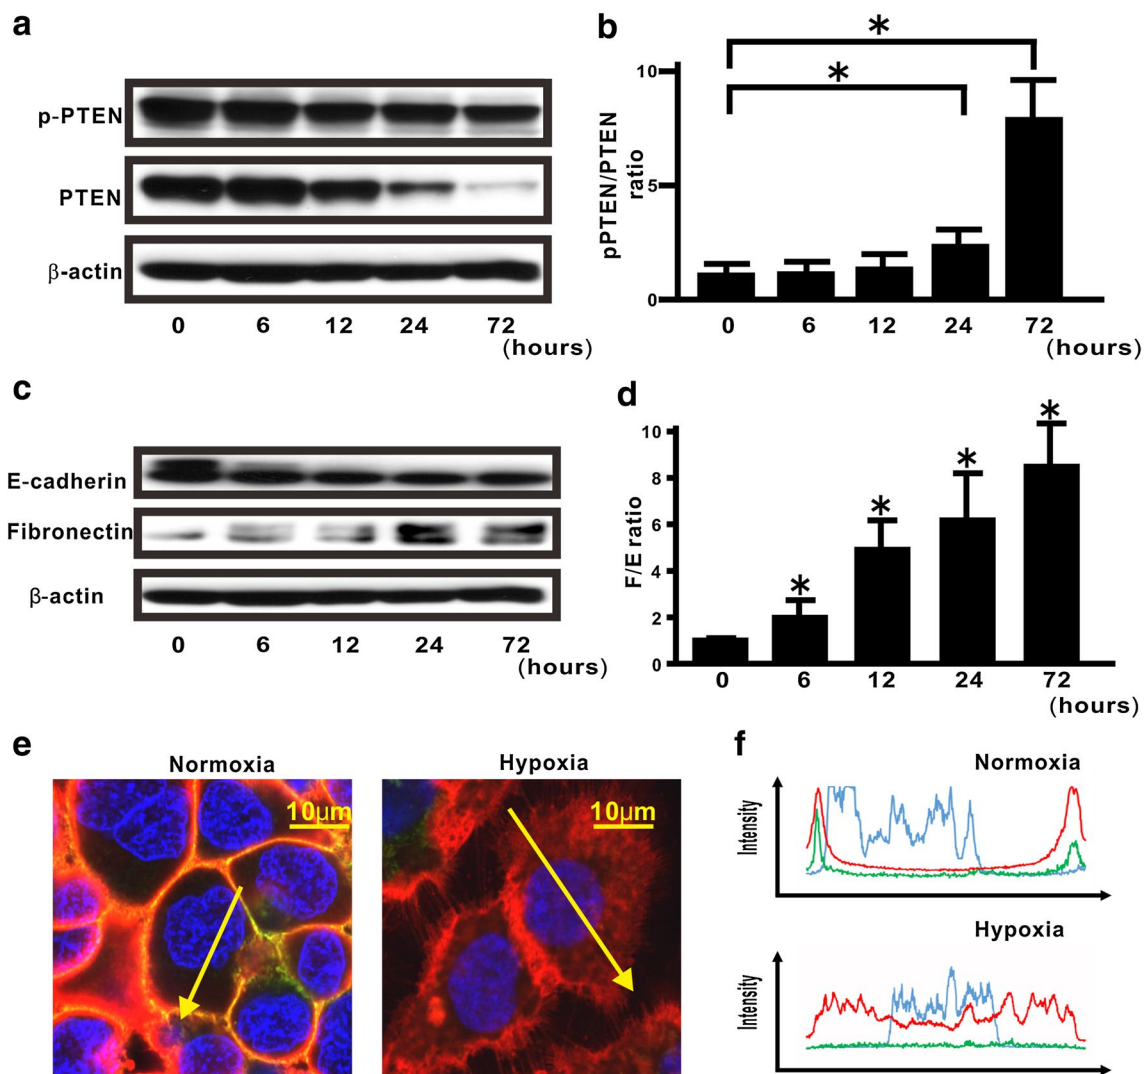 a
p-PTEN
PTEN
β-actin
0 6 12 24 72
(hours)
b
*
*
pPTEN/PTEN
ratio
10
5
0
0 6 12 24 72
(hours)
c
E-cadherin
Fibronectin
β-actin
0 6 12 24 72
(hours)
d
* * * *
F/E ratio
10
8
6
4
2
0
0 6 12 24 72
(hours)
e
Normoxia
10μm
Hypoxia
10μm
f
Normoxia
Intensity
Hypoxia
Intensity